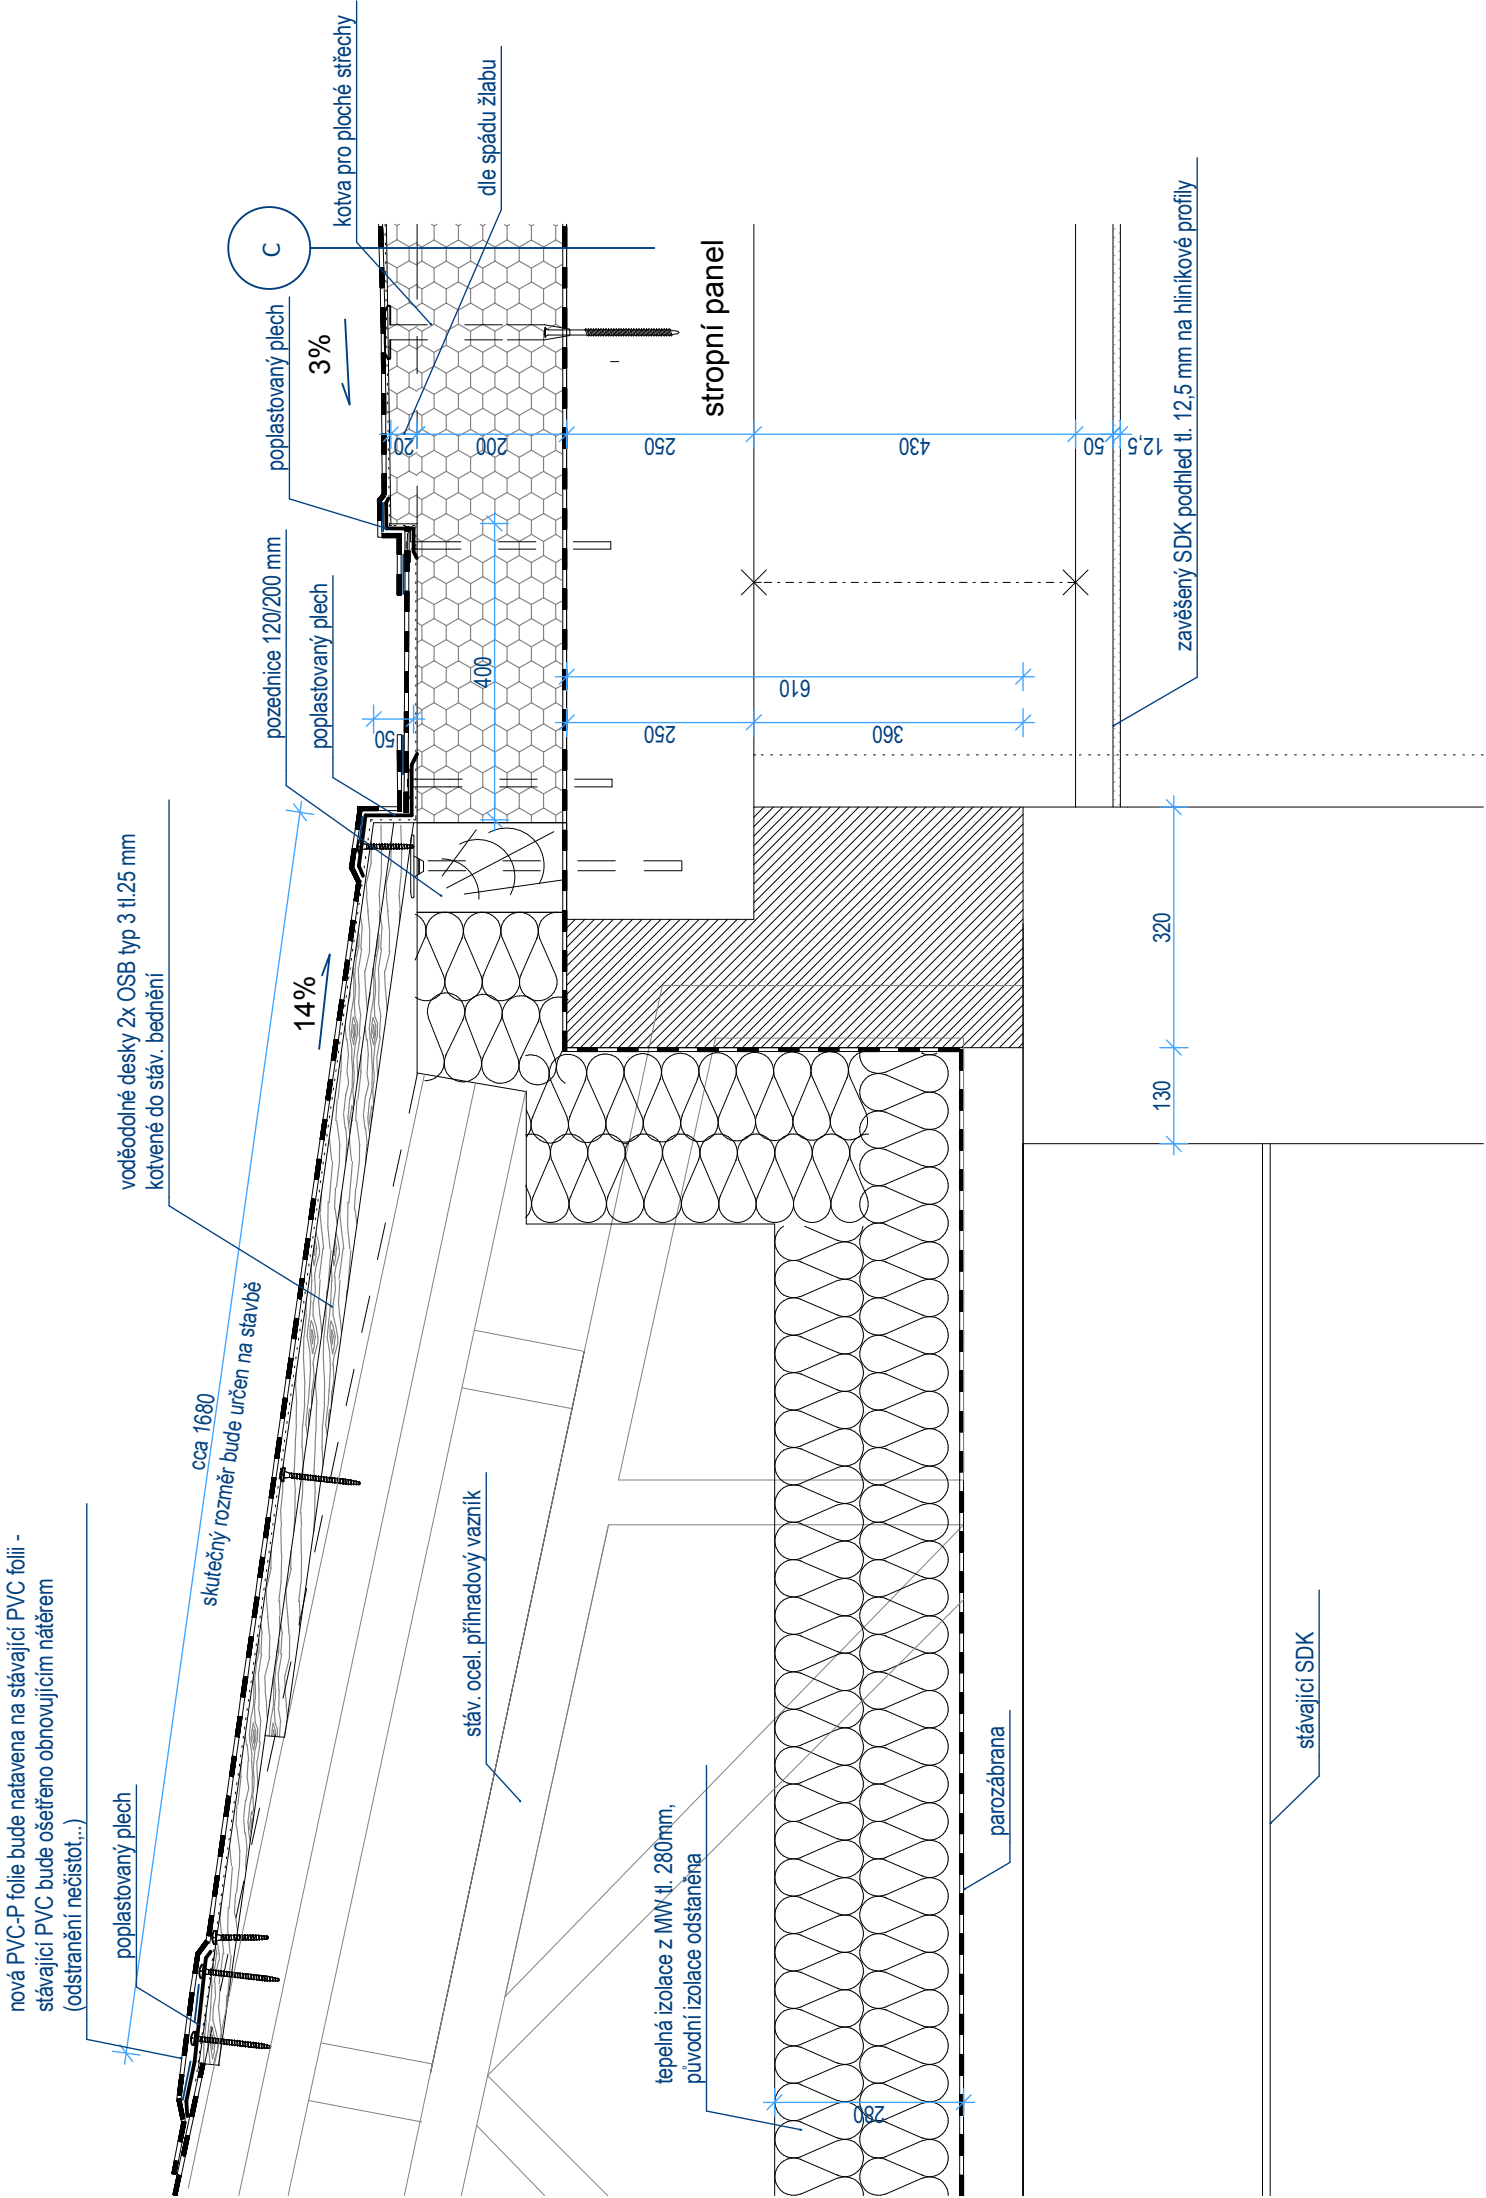 nová PVC-P folie bude natavena na stávající PVC folii -
stávající PVC bude ošetřeno obnovujícím nátěrem
(odstranění nečistot,..)
poplastovaný plech
cca 1680
skutečný rozměr bude určen na stavbě
voděodolné desky 2x OSB typ 3 tl.25 mm
kotvené do stáv. bednění
14%
pozednice 120/200 mm
poplastovaný plech
50
poplastovaný plech
3%
C
kotva pro ploché střechy
dle spádu žlabu
20
200
250
430
50
12,5
400
610
250
360
stropní panel
zavěšený SDK podhled tl. 12,5 mm na hliníkové profily
320
130
stáv. ocel. příhradový vazník
tepelná izolace z MW tl. 280mm,
původní izolace odstaněna
280
parozábrana
stávající SDK